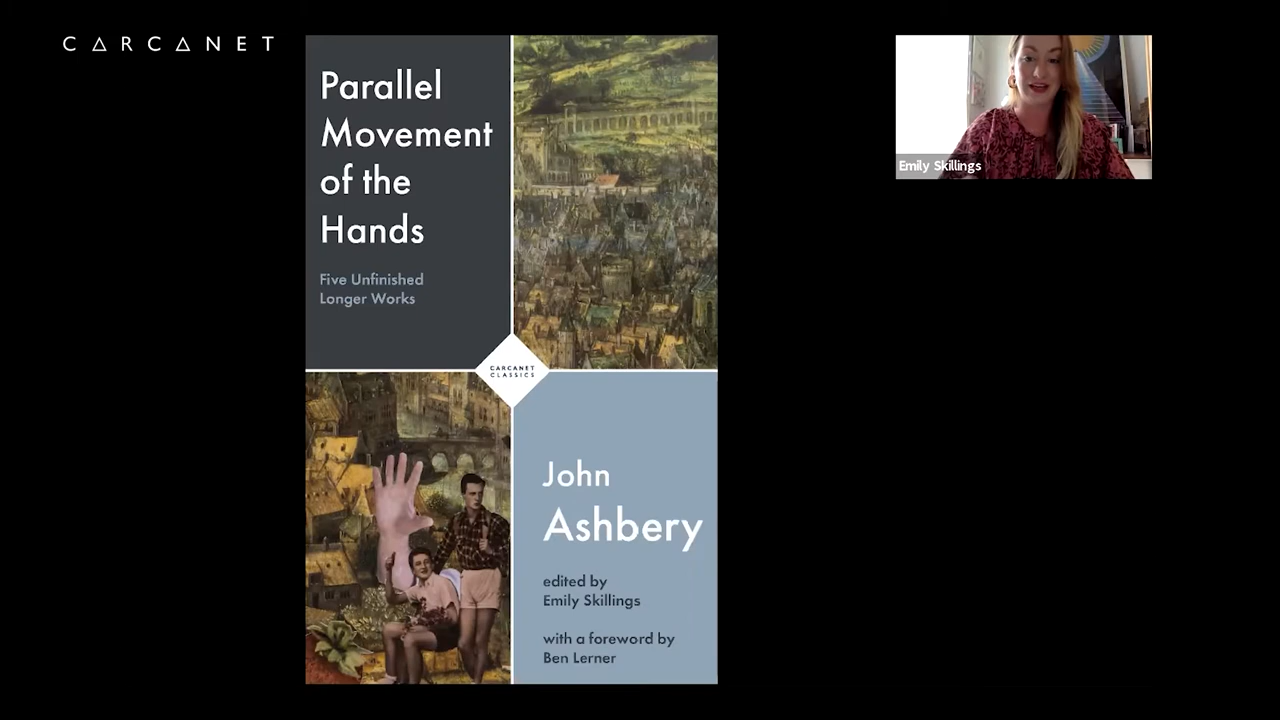 CARCANET
Parallel
Movement
of the
Hands
Five Unfinished
Longer Works
CARCANET
CLASSICS
John
Ashbery
edited by
Emily Skillings
with a foreword by
Ben Lerner
Emily Skillings